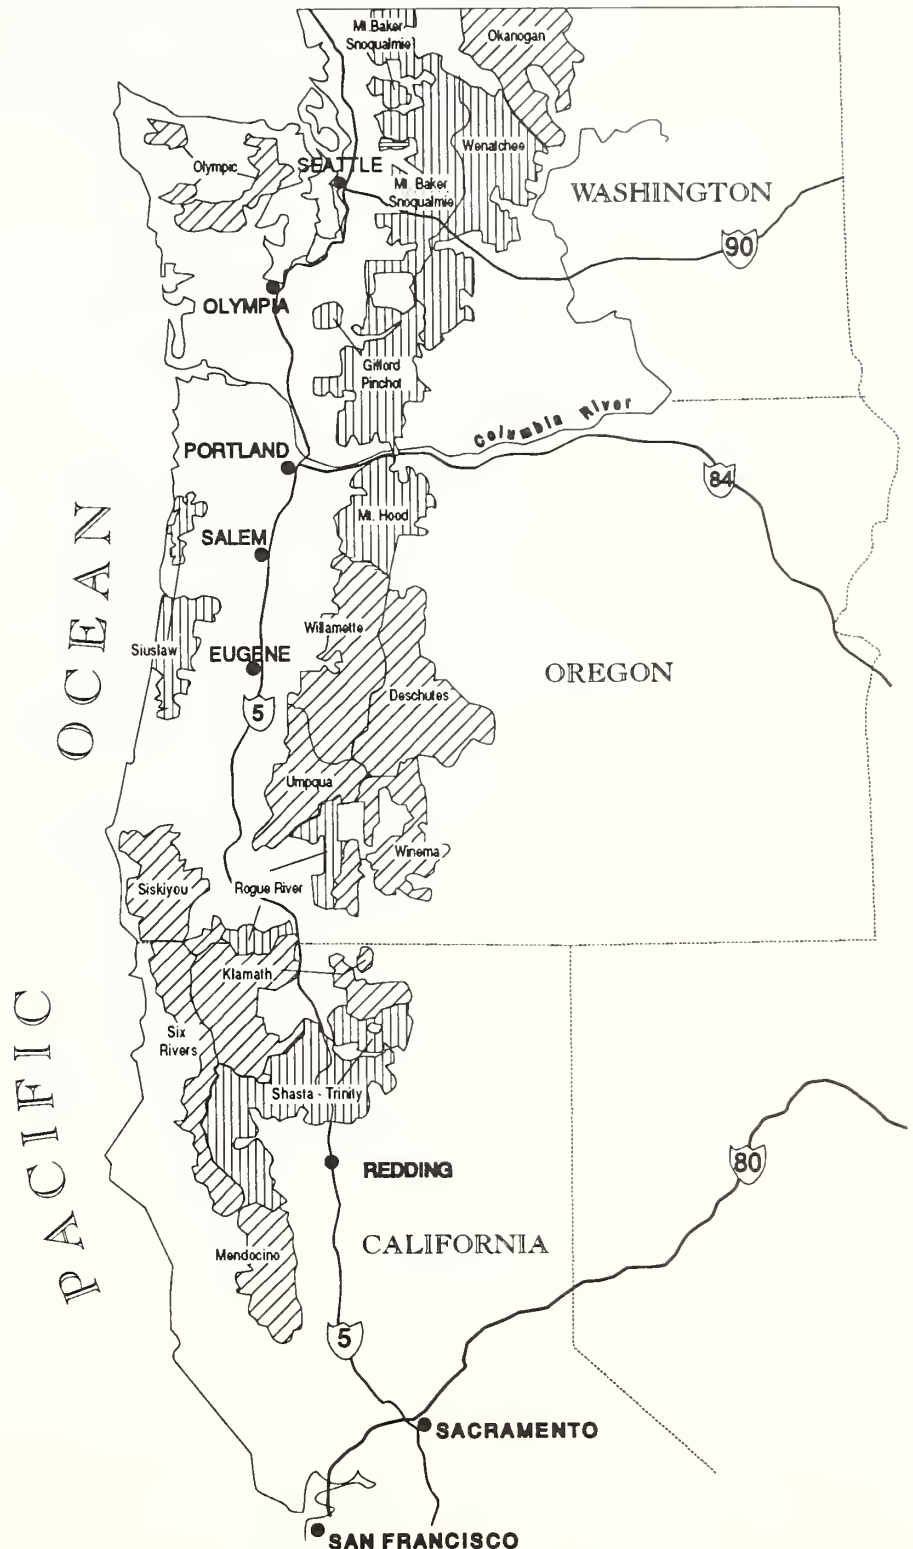 Mt Baker
Snoqualmie
Okanogan
Wenatchee
Olympic
SEATTLE
Mt. Baker
Snoqualmie
WASHINGTON
90
OLYMPIA
Gifford
Pinchot
Columbia River
PORTLAND
84
Mt. Hood
SALEM
Willamette
Siuslaw
EUGENE
OREGON
Deschutes
5
Umpqua
Winema
Siskiyou
Rogue River
Klamath
Six
Rivers
Shasta - Trinity
REDDING
80
CALIFORNIA
Mendocino
5
SACRAMENTO
SAN FRANCISCO
PACIFIC OCEAN